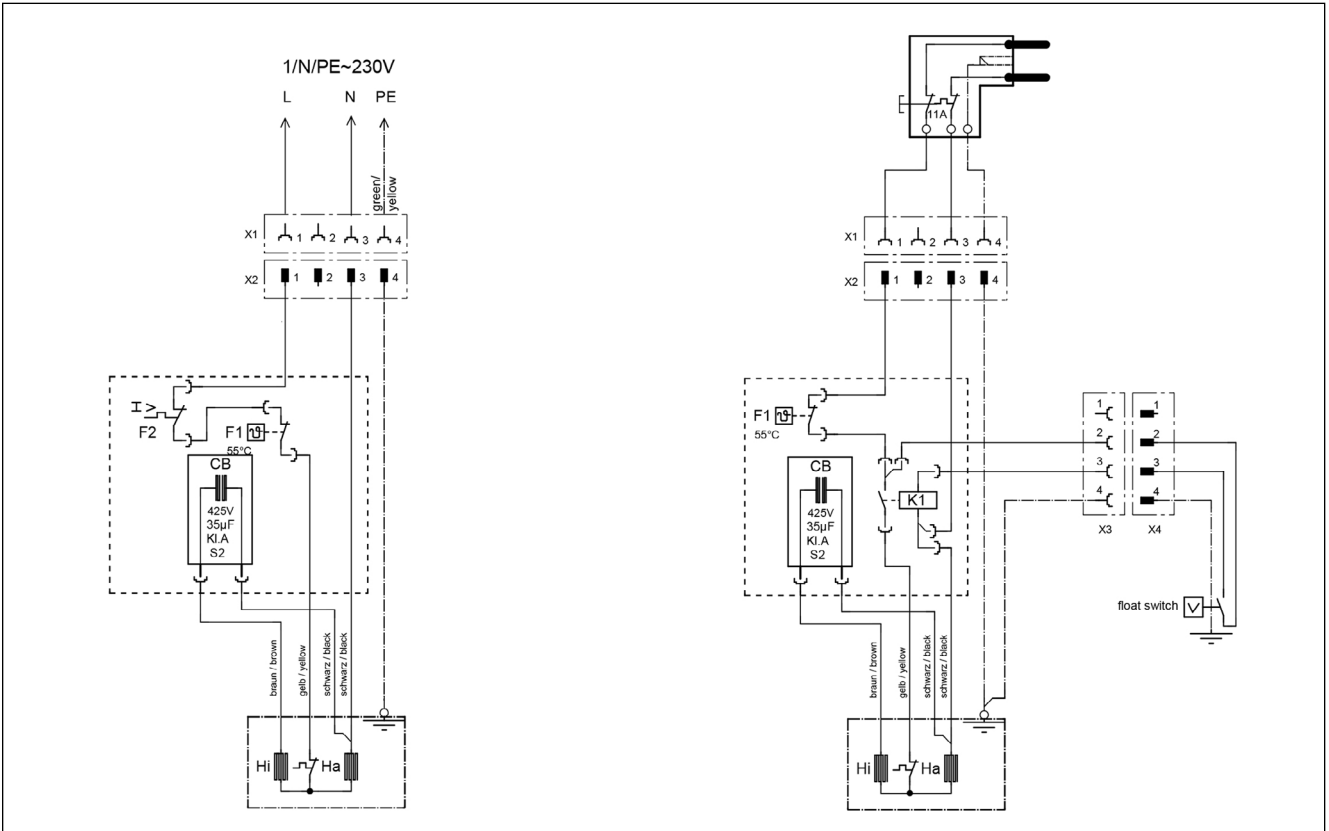 1/N/PE~230V
L N PE
green/
yellow
X1 1 2 3 4
X2 1 2 3 4
I >
F2
F1
55°C
CB
425V
35µF
Kl.A
S2
braun / brown
gelb / yellow
schwarz / black
schwarz / black
Hi Ha
11A
X1 1 2 3 4
X2 1 2 3 4
F1
55°C
CB
425V
35µF
Kl.A
S2
K1
1 1
2 2
3 3
4 4
X3 X4
float switch
braun / brown
gelb / yellow
schwarz / black
schwarz / black
Hi Ha